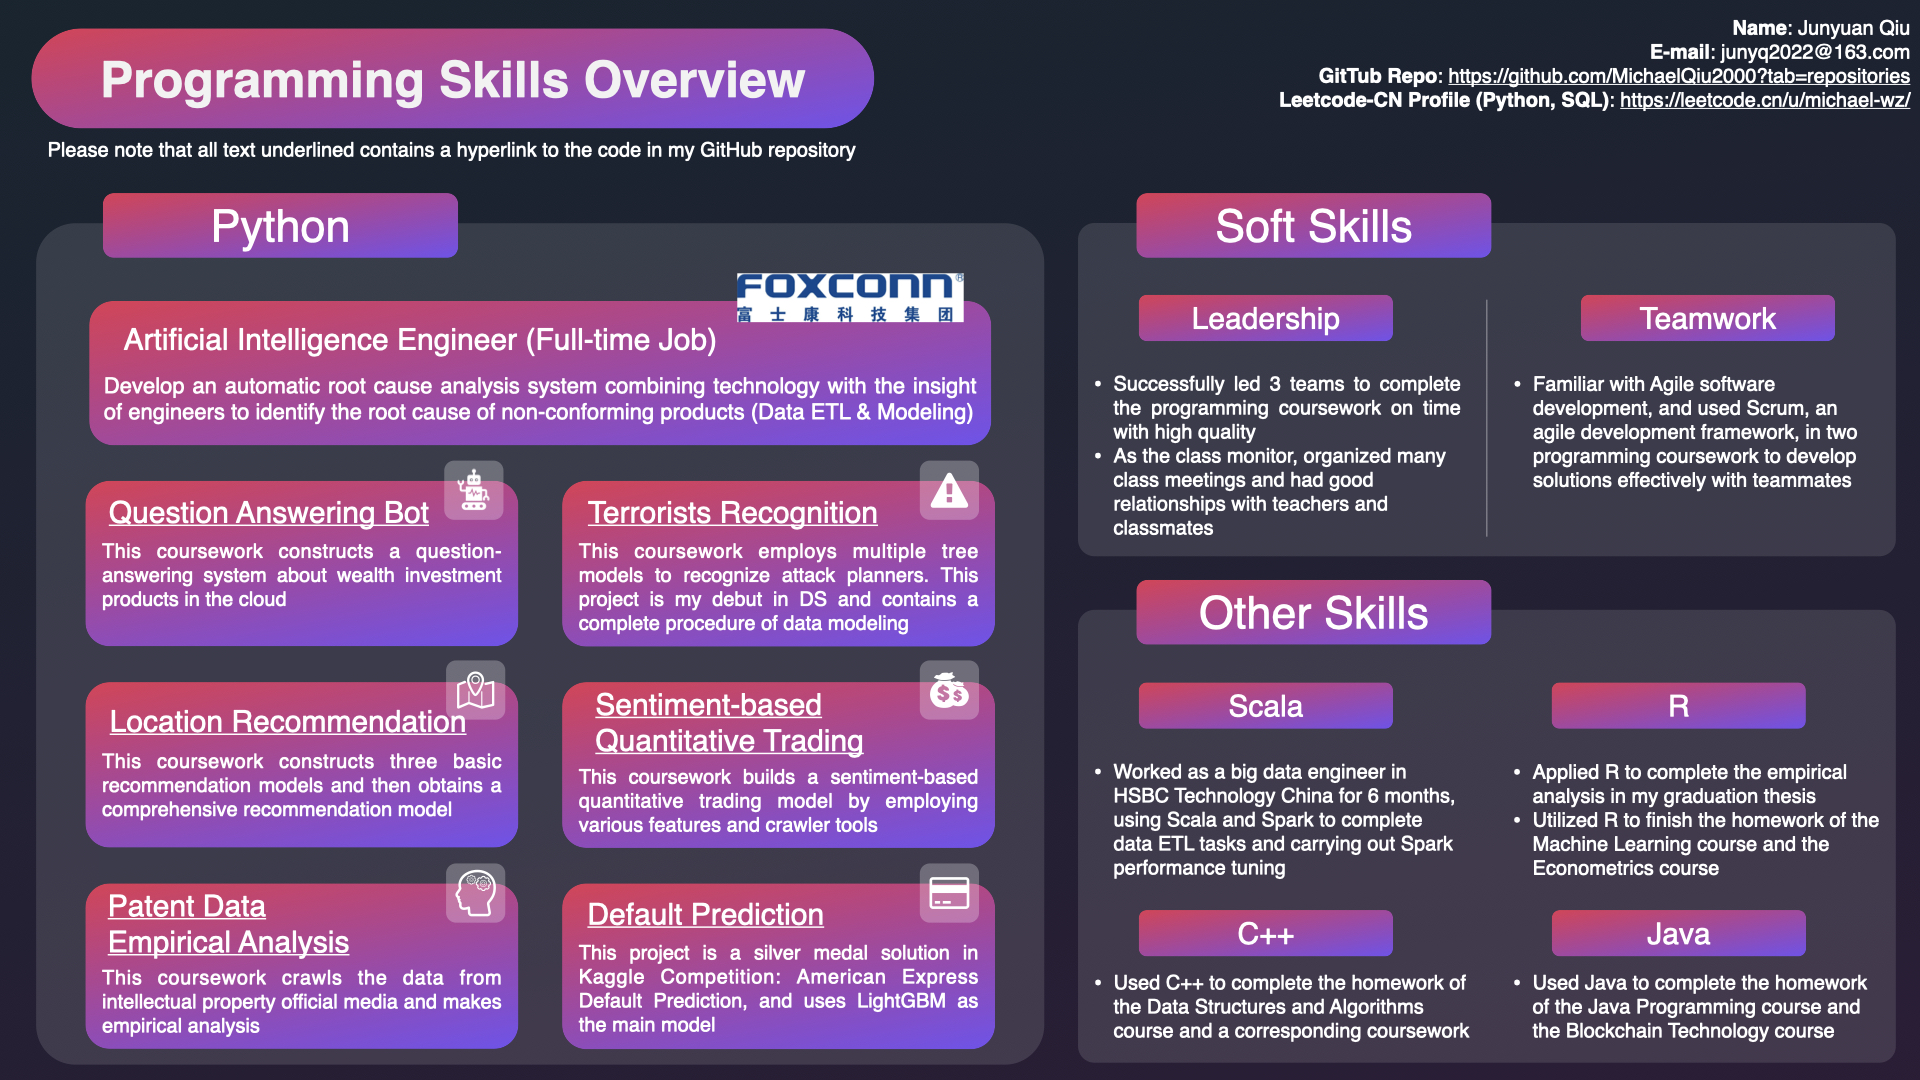 Programming Skills Overview
Please note that all text underlined contains a hyperlink to the code in my GitHub repository
Name: Junyuan Qiu
E-mail: junyq2022@163.com
GitTub Repo: https://github.com/MichaelQiu2000?tab=repositories
Leetcode-CN Profile (Python, SQL): https://leetcode.cn/u/michael-wz/
Python
FOXCONN®
富士康科技集团
Artificial Intelligence Engineer (Full-time Job)
Develop an automatic root cause analysis system combining technology with the insight
of engineers to identify the root cause of non-conforming products (Data ETL & Modeling)
Question Answering Bot
This coursework constructs a question-
answering system about wealth investment
products in the cloud
Terrorists Recognition
This coursework employs multiple tree
models to recognize attack planners. This
project is my debut in DS and contains a
complete procedure of data modeling
Location Recommendation
This coursework constructs three basic
recommendation models and then obtains a
comprehensive recommendation model
Sentiment-based
Quantitative Trading
This coursework builds a sentiment-based
quantitative trading model by employing
various features and crawler tools
Patent Data
Empirical Analysis
This coursework crawls the data from
intellectual property official media and makes
empirical analysis
Default Prediction
This project is a silver medal solution in
Kaggle Competition: American Express
Default Prediction, and uses LightGBM as
the main model
Soft Skills
Leadership
• Successfully led 3 teams to complete
the programming coursework on time
with high quality
• As the class monitor, organized many
class meetings and had good
relationships with teachers and
classmates
Teamwork
• Familiar with Agile software
development, and used Scrum, an
agile development framework, in two
programming coursework to develop
solutions effectively with teammates
Other Skills
Scala
• Worked as a big data engineer in
HSBC Technology China for 6 months,
using Scala and Spark to complete
data ETL tasks and carrying out Spark
performance tuning
R
• Applied R to complete the empirical
analysis in my graduation thesis
• Utilized R to finish the homework of the
Machine Learning course and the
Econometrics course
C++
• Used C++ to complete the homework of
the Data Structures and Algorithms
course and a corresponding coursework
Java
• Used Java to complete the homework
of the Java Programming course and
the Blockchain Technology course